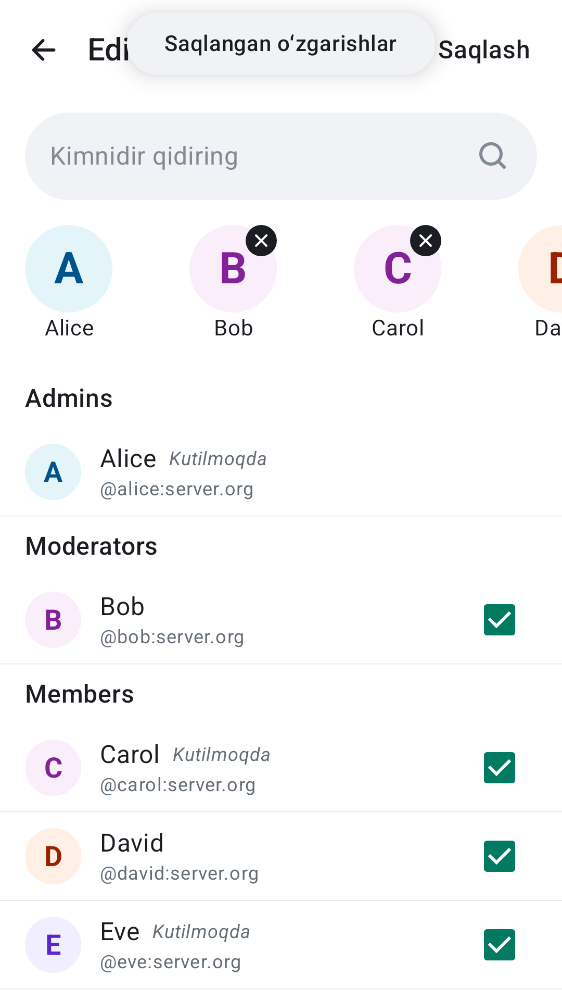 Saqlangan oʻzgarishlar
Edi
Saqlash
Kimnidir qidiring
A
B
C
Alice
Bob
Carol
Da
Admins
A
Alice Kutilmoqda
@alice:server.org
Moderators
B
Bob
@bob:server.org
Members
C
Carol Kutilmoqda
@carol:server.org
D
David
@david:server.org
E
Eve Kutilmoqda
@eve:server.org